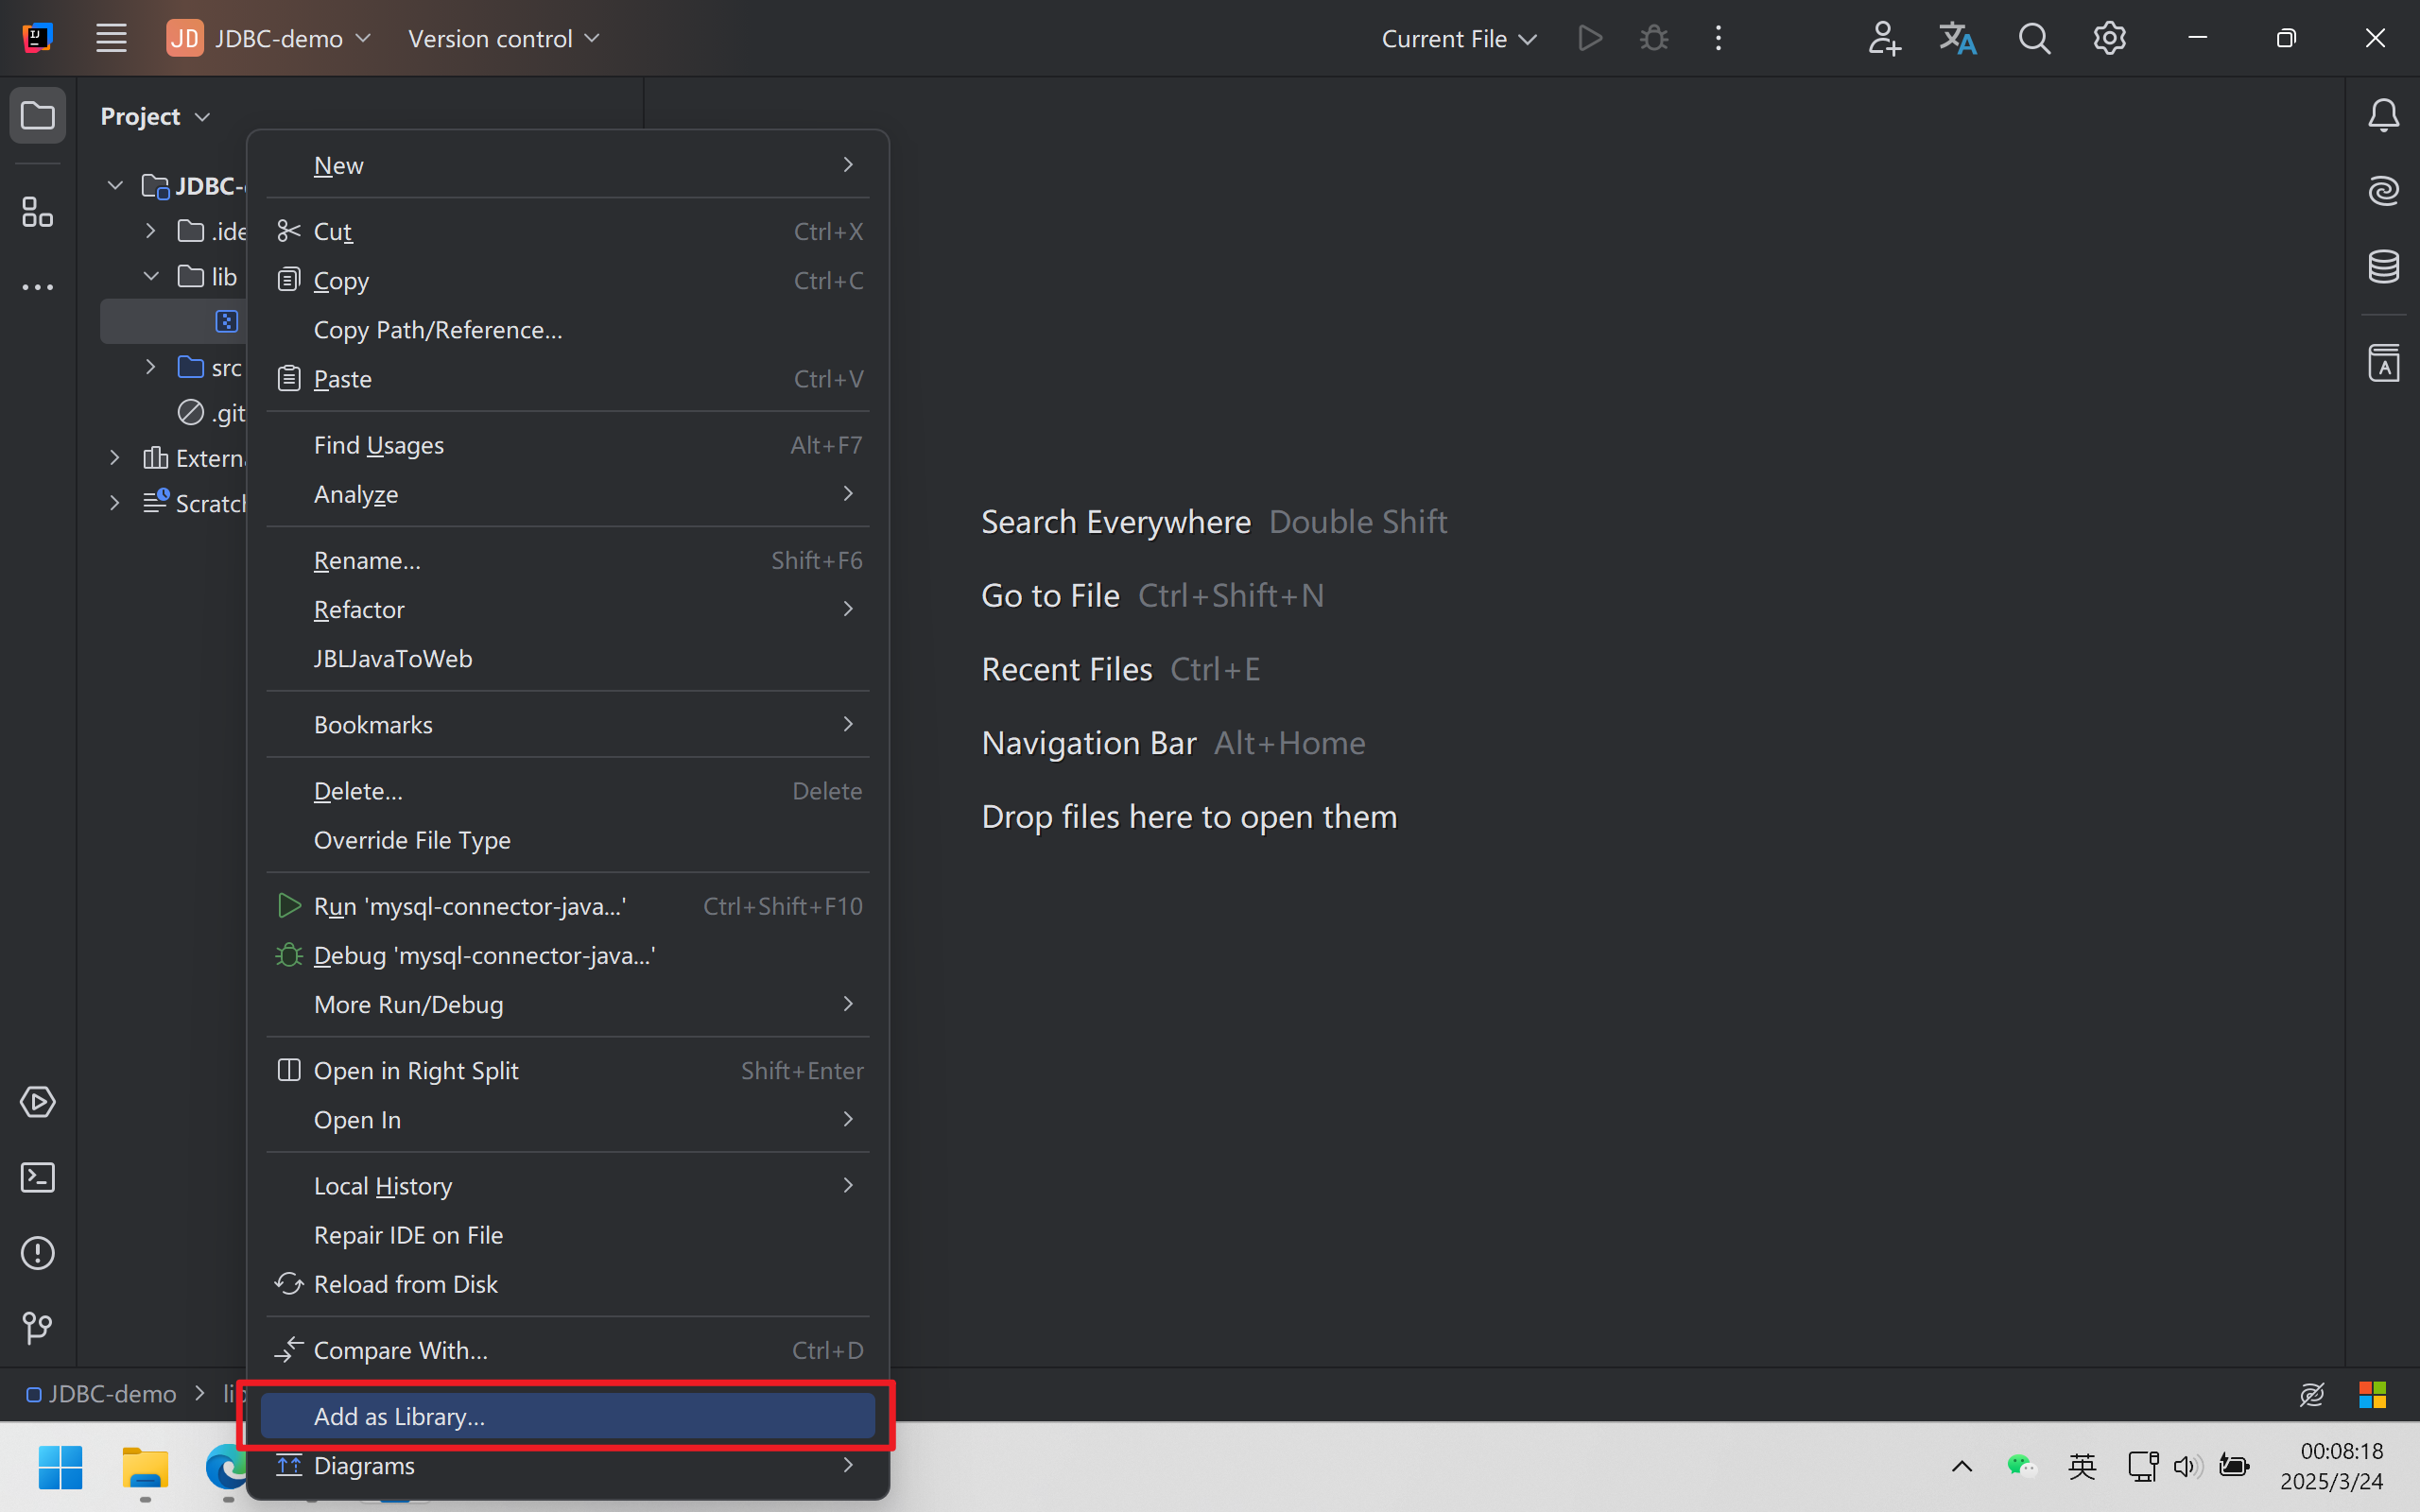 JD JDBC-demo Version control Current File
Project
JDBC-
.ide
lib
src
.git
Extern
Scratch
New
Cut Ctrl+X
Copy Ctrl+C
Copy Path/Reference...
Paste Ctrl+V
Find Usages Alt+F7
Analyze
Rename... Shift+F6
Refactor
JBLJavaToWeb
Bookmarks
Delete... Delete
Override File Type
Run 'mysql-connector-java...' Ctrl+Shift+F10
Debug 'mysql-connector-java...'
More Run/Debug
Open in Right Split Shift+Enter
Open In
Local History
Repair IDE on File
Reload from Disk
Compare With... Ctrl+D
Add as Library...
Diagrams
Search Everywhere Double Shift
Go to File Ctrl+Shift+N
Recent Files Ctrl+E
Navigation Bar Alt+Home
Drop files here to open them
JDBC-demo > lib
英
00:08:18
2025/3/24